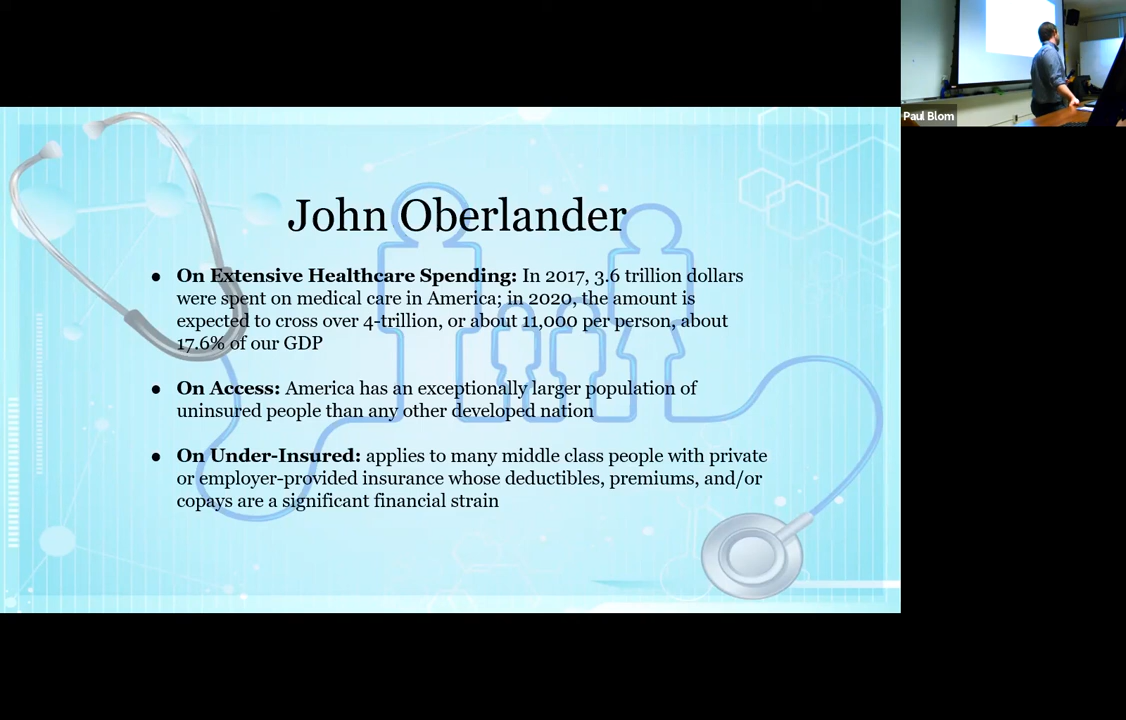 Paul Blom
John Oberlander
● On Extensive Healthcare Spending: In 2017, 3.6 trillion dollars
were spent on medical care in America; in 2020, the amount is
expected to cross over 4-trillion, or about 11,000 per person, about
17.6% of our GDP
● On Access: America has an exceptionally larger population of
uninsured people than any other developed nation
● On Under-Insured: applies to many middle class people with private
or employer-provided insurance whose deductibles, premiums, and/or
copays are a significant financial strain